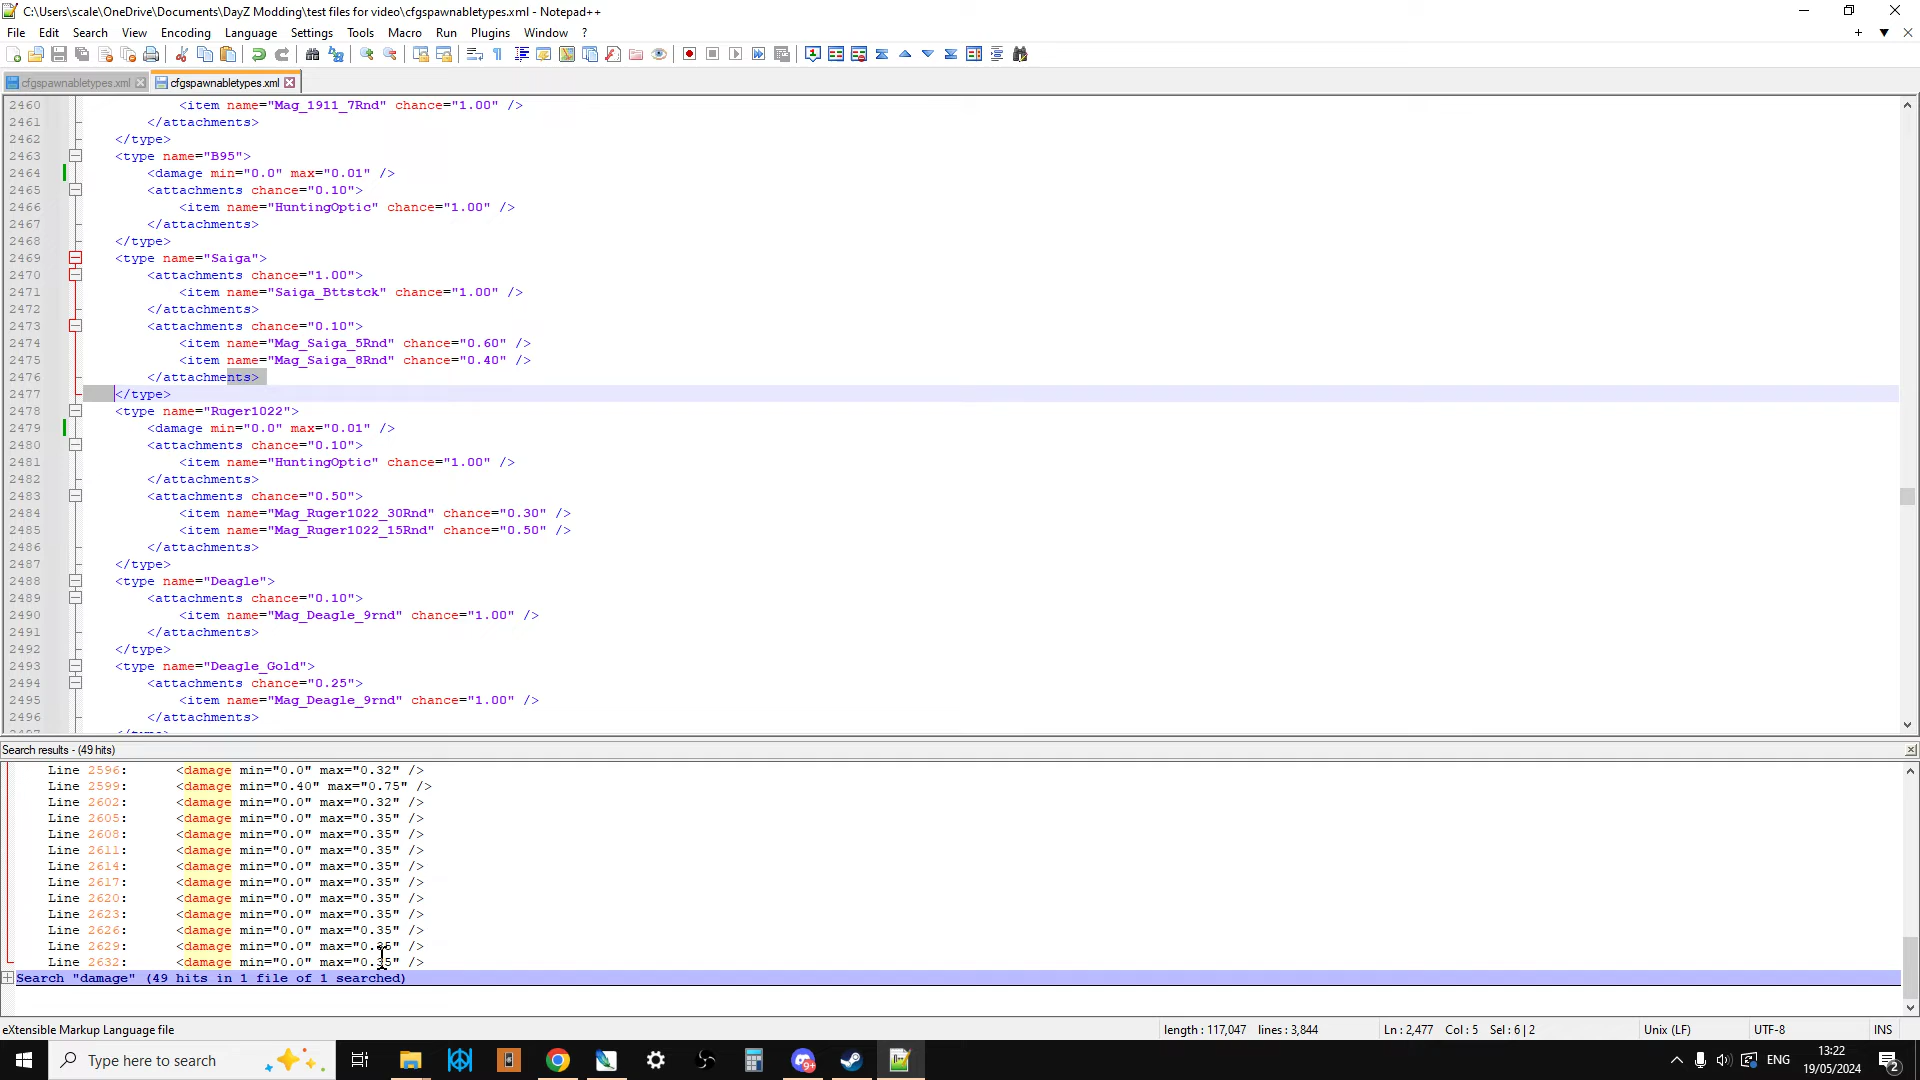 C:\Users\scale\OneDrive\Documents\DayZ Modding\test files for video\cfgspawnabletypes.xml - Notepad++
File Edit Search View Encoding Language Settings Tools Macro Run Plugins Window ?
cfgspawnabletypes.xml cfgspawnabletypes.xml
2460 <item name="Mag_1911_7Rnd" chance="1.00" />
2461 </attachments>
2462 </type>
2463 <type name="B95">
2464 <damage min="0.0" max="0.01" />
2465 <attachments chance="0.10">
2466 <item name="HuntingOptic" chance="1.00" />
2467 </attachments>
2468 </type>
2469 <type name="Saiga">
2470 <attachments chance="1.00">
2471 <item name="Saiga_Bttstck" chance="1.00" />
2472 </attachments>
2473 <attachments chance="0.10">
2474 <item name="Mag_Saiga_5Rnd" chance="0.60" />
2475 <item name="Mag_Saiga_8Rnd" chance="0.40" />
2476 </attachments>
2477 </type>
2478 <type name="Ruger1022">
2479 <damage min="0.0" max="0.01" />
2480 <attachments chance="0.10">
2481 <item name="HuntingOptic" chance="1.00" />
2482 </attachments>
2483 <attachments chance="0.50">
2484 <item name="Mag_Ruger1022_30Rnd" chance="0.30" />
2485 <item name="Mag_Ruger1022_15Rnd" chance="0.50" />
2486 </attachments>
2487 </type>
2488 <type name="Deagle">
2489 <attachments chance="0.10">
2490 <item name="Mag_Deagle_9rnd" chance="1.00" />
2491 </attachments>
2492 </type>
2493 <type name="Deagle_Gold">
2494 <attachments chance="0.25">
2495 <item name="Mag_Deagle_9rnd" chance="1.00" />
2496 </attachments>
2497 </type>
Search results - (49 hits)
Line 2596: <damage min="0.0" max="0.32" />
Line 2599: <damage min="0.40" max="0.75" />
Line 2602: <damage min="0.0" max="0.32" />
Line 2605: <damage min="0.0" max="0.35" />
Line 2608: <damage min="0.0" max="0.35" />
Line 2611: <damage min="0.0" max="0.35" />
Line 2614: <damage min="0.0" max="0.35" />
Line 2617: <damage min="0.0" max="0.35" />
Line 2620: <damage min="0.0" max="0.35" />
Line 2623: <damage min="0.0" max="0.35" />
Line 2626: <damage min="0.0" max="0.35" />
Line 2629: <damage min="0.0" max="0.35" />
Line 2632: <damage min="0.0" max="0.35" />
Search "damage" (49 hits in 1 file of 1 searched)
eXtensible Markup Language file length : 117,047 lines : 3,844 Ln : 2,477 Col : 5 Sel : 6 | 2 Unix (LF) UTF-8 INS
Type here to search 9+ ENG 13:22 2
19/05/2024